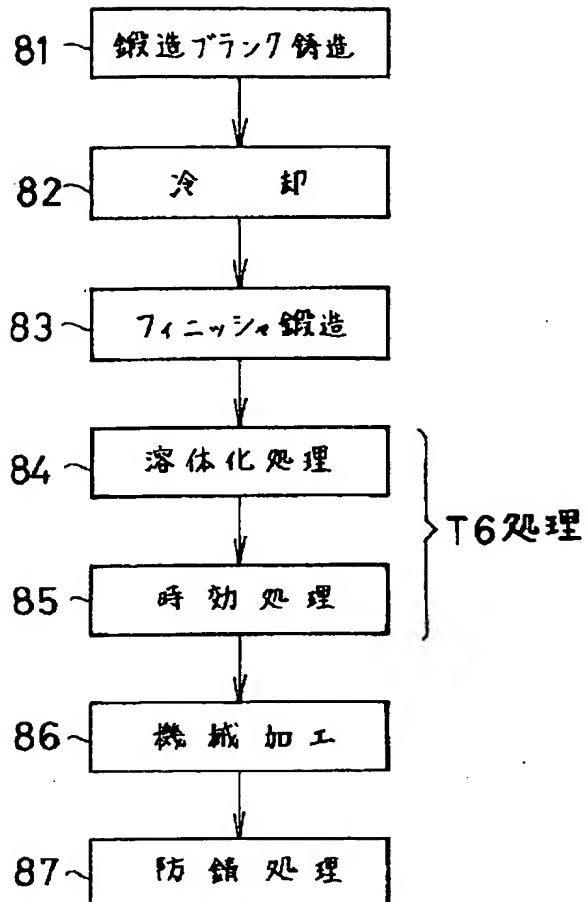 81 鍛造ブランク鋳造
82 冷却
83 フィニッシャ鍛造
84 溶体化処理
T6処理
85 時効処理
86 機械加工
87 防錆処理